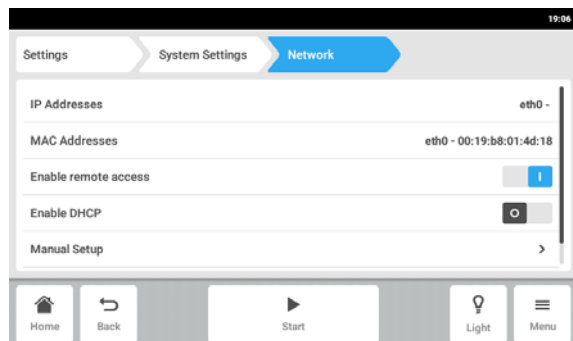 19:06
Settings System Settings Network
IP Addresses eth0 -
MAC Addresses eth0 - 00:19:b8:01:4d:18
Enable remote access I
Enable DHCP O
Manual Setup >
Home Back Start Light Menu